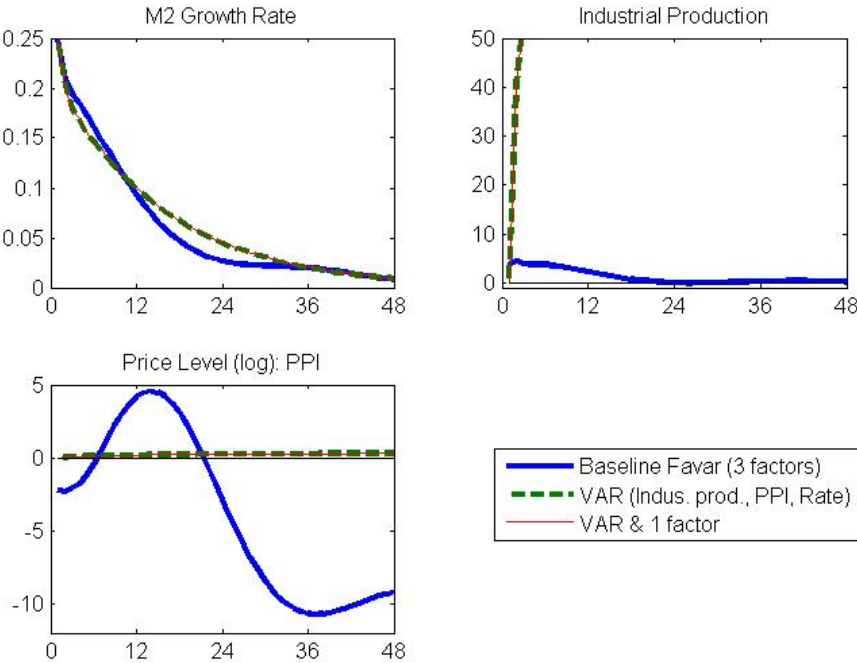 M2 Growth Rate
0.25
0.2
0.15
0.1
0.05
0
0 12 24 36 48
Industrial Production
50
40
30
20
10
0
0 12 24 36 48
Price Level (log): PPI
5
0
-5
-10
0 12 24 36 48
Baseline Favar (3 factors)
VAR (Indus. prod., PPI, Rate)
VAR & 1 factor